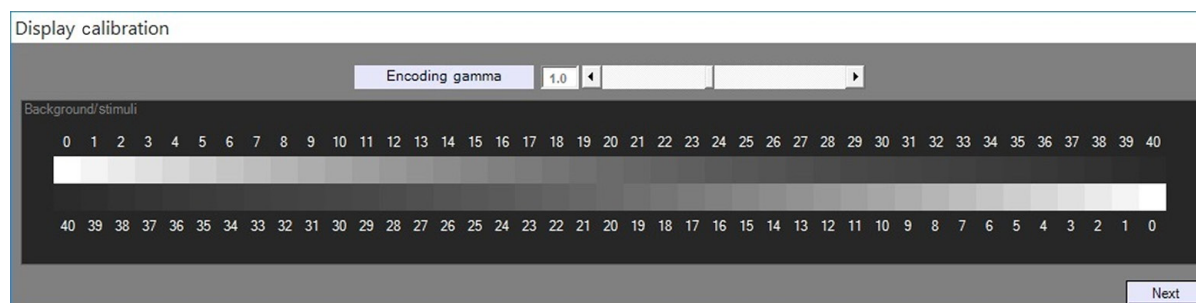 Display calibration
Encoding gamma 1.0
Background/stimuli
0 1 2 3 4 5 6 7 8 9 10 11 12 13 14 15 16 17 18 19 20 21 22 23 24 25 26 27 28 29 30 31 32 33 34 35 36 37 38 39 40
40 39 38 37 36 35 34 33 32 31 30 29 28 27 26 25 24 23 22 21 20 19 18 17 16 15 14 13 12 11 10 9 8 7 6 5 4 3 2 1 0
Next